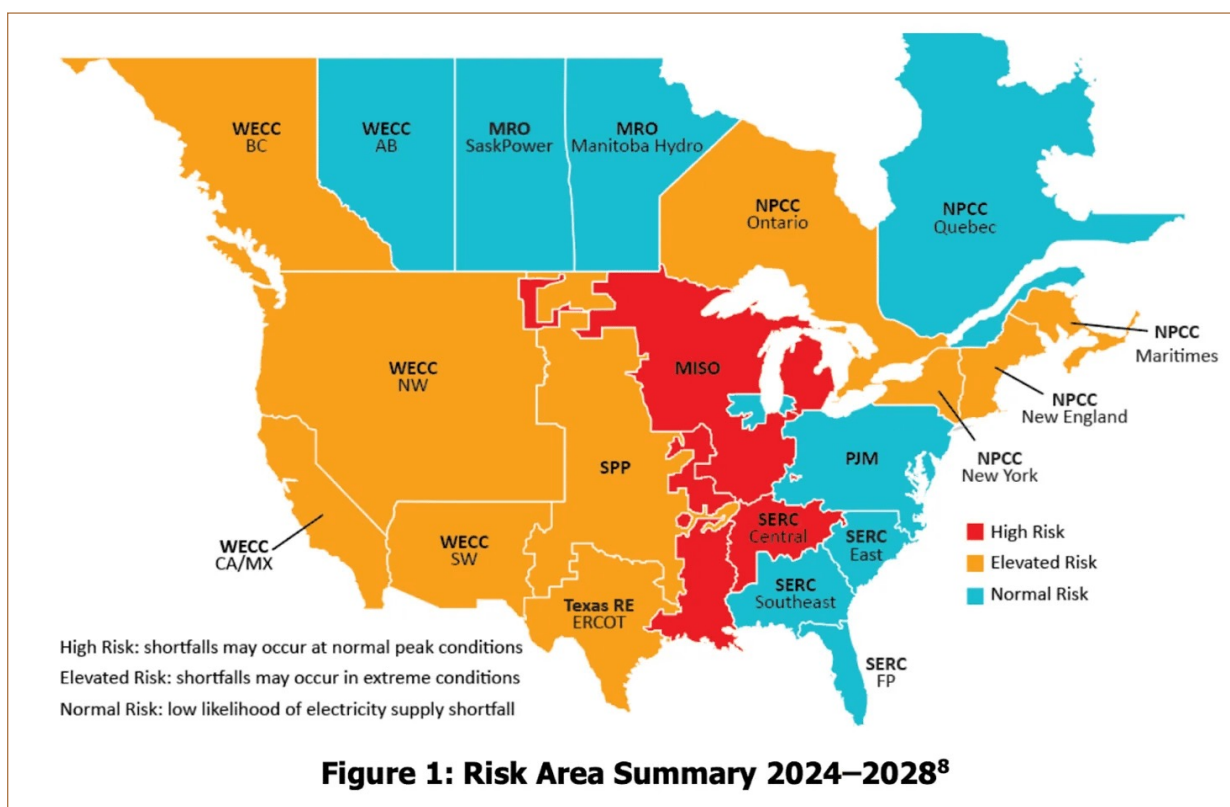 WECC
BC
WECC
AB
MRO
SaskPower
MRO
Manitoba Hydro
NPCC
Ontario
NPCC
Quebec
NPCC
Maritimes
WECC
NW
MISO
NPCC
New England
SPP
PJM
NPCC
New York
WECC
CA/MX
WECC
SW
SERC
Central
SERC
East
High Risk
Elevated Risk
Normal Risk
Texas RE
ERCOT
SERC
Southeast
SERC
FP
High Risk: shortfalls may occur at normal peak conditions
Elevated Risk: shortfalls may occur in extreme conditions
Normal Risk: low likelihood of electricity supply shortfall
Figure 1: Risk Area Summary 2024–2028⁸